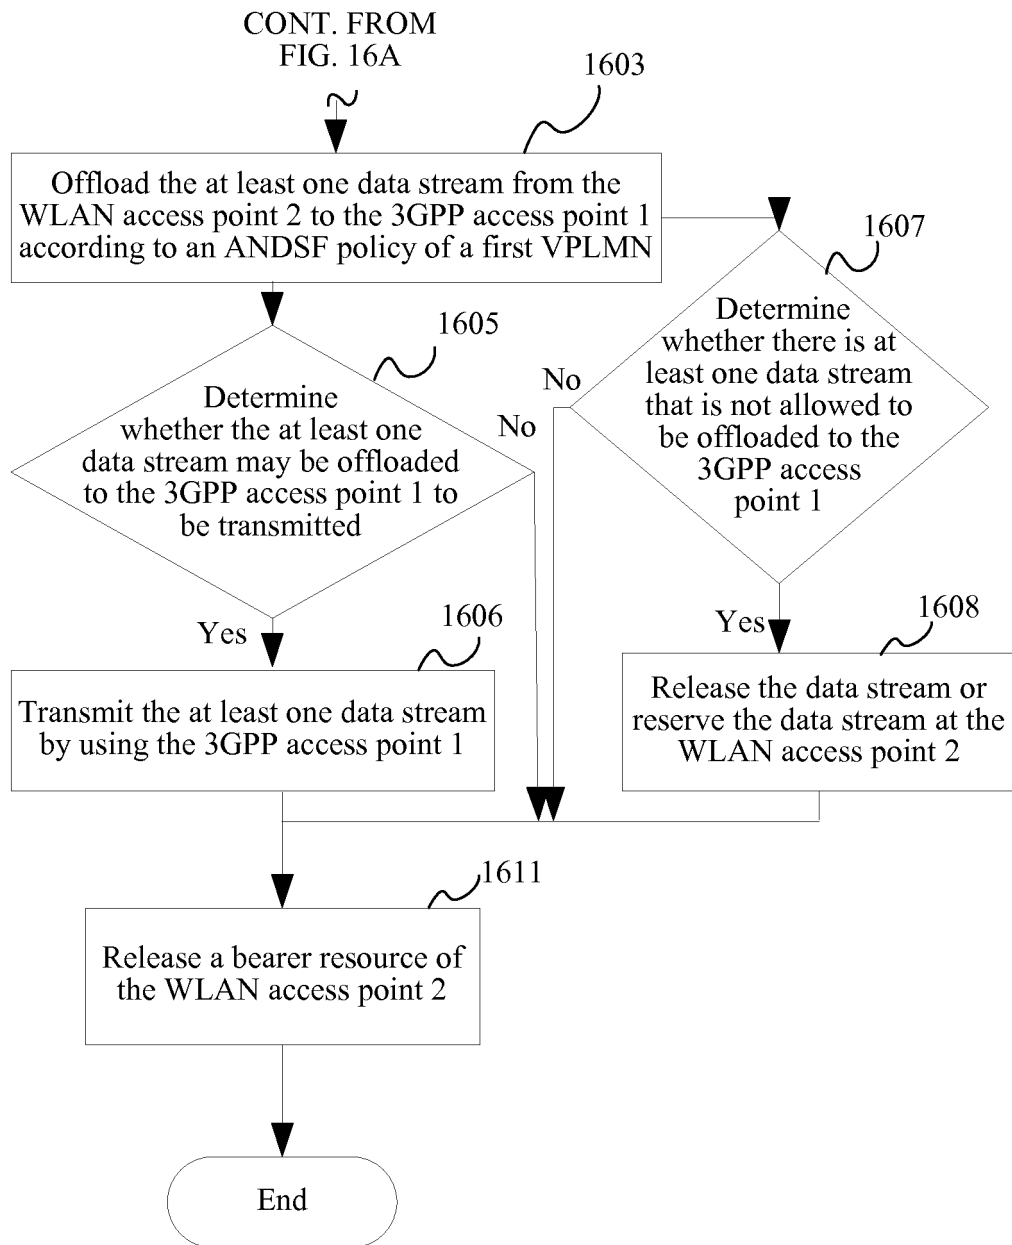 CONT. FROM
FIG. 16A
1603
Offload the at least one data stream from the
WLAN access point 2 to the 3GPP access point 1
according to an ANDSF policy of a first VPLMN
1607
Determine
whether there is at
least one data stream
that is not allowed to
be offloaded to the
3GPP access
point 1
1605
Determine
whether the at least one
data stream may be offloaded
to the 3GPP access point 1 to
be transmitted
No
No
Yes
1606
Transmit the at least one data stream
by using the 3GPP access point 1
Yes
1608
Release the data stream or
reserve the data stream at the
WLAN access point 2
1611
Release a bearer resource of
the WLAN access point 2
End